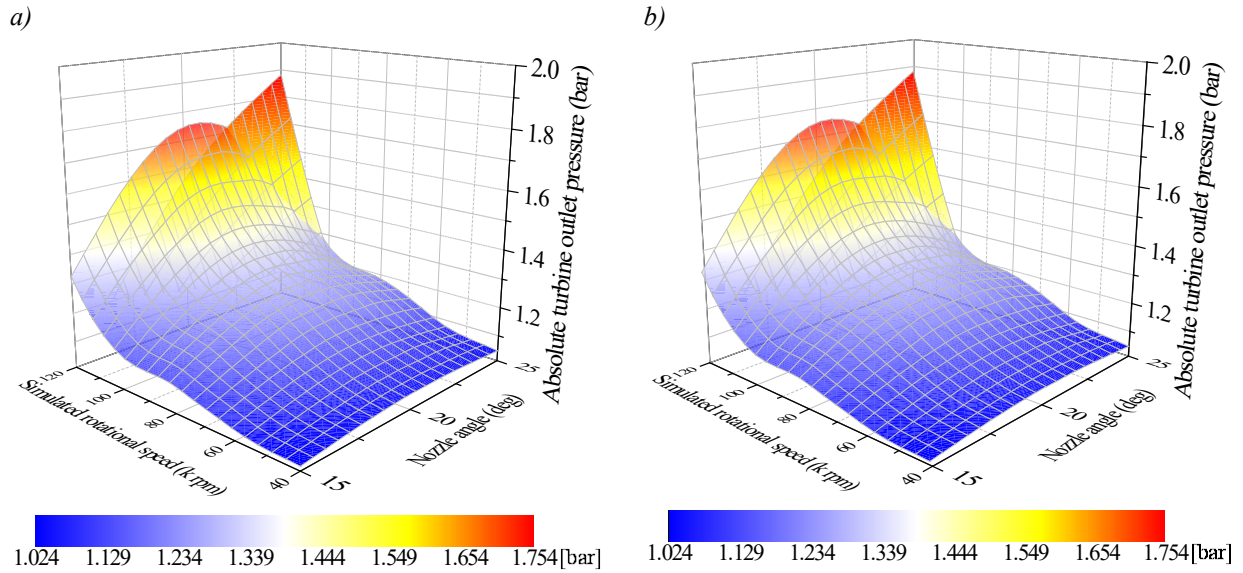 a)
2.0
1.8
1.6
1.4
1.2
Absolute turbine outlet pressure (bar)
120
100
80
60
40
Simulated rotational speed (k rpm)
15
20
25
Nozzle angle (deg)
1.024 1.129 1.234 1.339 1.444 1.549 1.654 1.754 [bar]
b)
2.0
1.8
1.6
1.4
1.2
Absolute turbine outlet pressure (bar)
120
100
80
60
40
Simulated rotational speed (k rpm)
15
20
25
Nozzle angle (deg)
1.024 1.129 1.234 1.339 1.444 1.549 1.654 1.754 [bar]